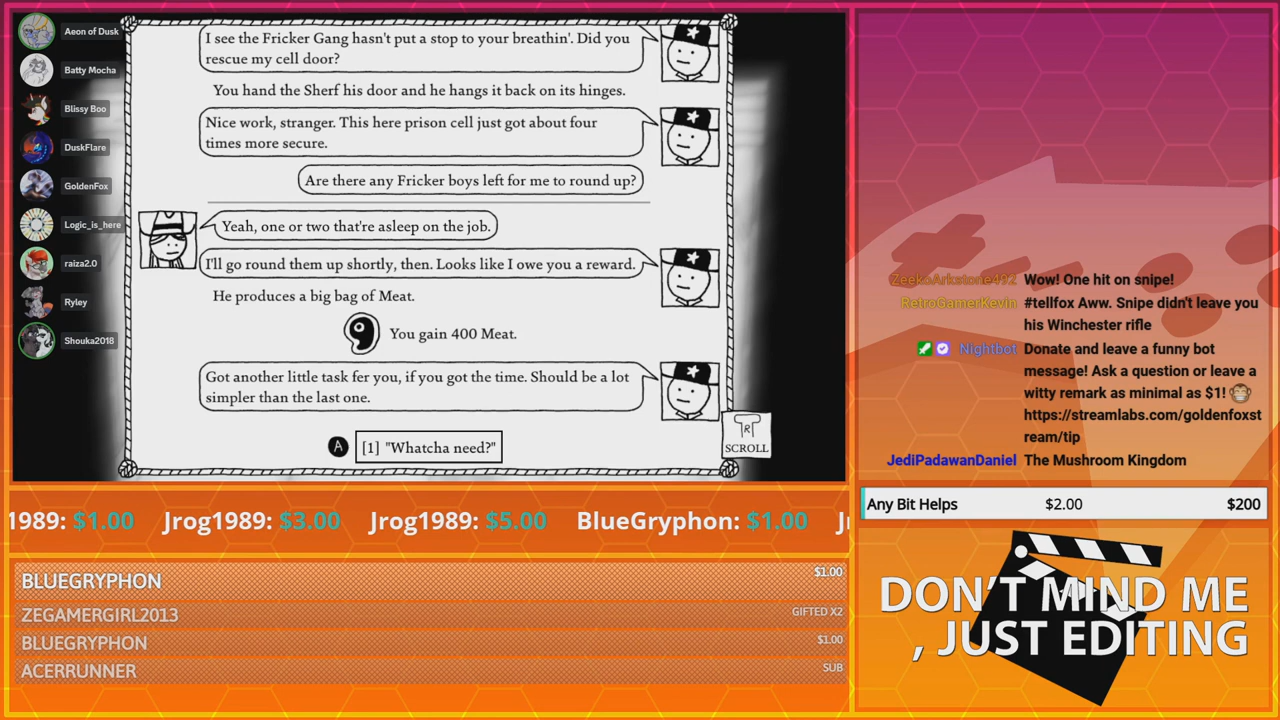 Aeon of Dusk
Batty Mocha
Blissy Boo
DuskFlare
GoldenFox
Logic_is_here
raiza2.0
Ryley
Shouka2018
I see the Fricker Gang hasn't put a stop to your breathin'. Did you
rescue my cell door?
You hand the Sherf his door and he hangs it back on its hinges.
Nice work, stranger. This here prison cell just got about four
times more secure.
Are there any Fricker boys left for me to round up?
Yeah, one or two that're asleep on the job.
I'll go round them up shortly, then. Looks like I owe you a reward.
He produces a big bag of Meat.
You gain 400 Meat.
Got another little task fer you, if you got the time. Should be a lot
simpler than the last one.
A [1] "Whatcha need?"
R
SCROLL
ZeekoArkstone492 Wow! One hit on snipe!
RetroGamerKevin #tellfox Aww. Snipe didn't leave you
his Winchester rifle
Nightbot Donate and leave a funny bot
message! Ask a question or leave a
witty remark as minimal as $1!
https://streamlabs.com/goldenfoxst
ream/tip
JediPadawanDaniel The Mushroom Kingdom
Any Bit Helps $2.00 $200
1989: $1.00 Jrog1989: $3.00 Jrog1989: $5.00 BlueGryphon: $1.00 Jr
BLUEGRYPHON $1.00
ZEGAMERGIRL2013 GIFTED X2
BLUEGRYPHON $1.00
ACERRUNNER SUB
DON'T MIND ME
, JUST EDITING